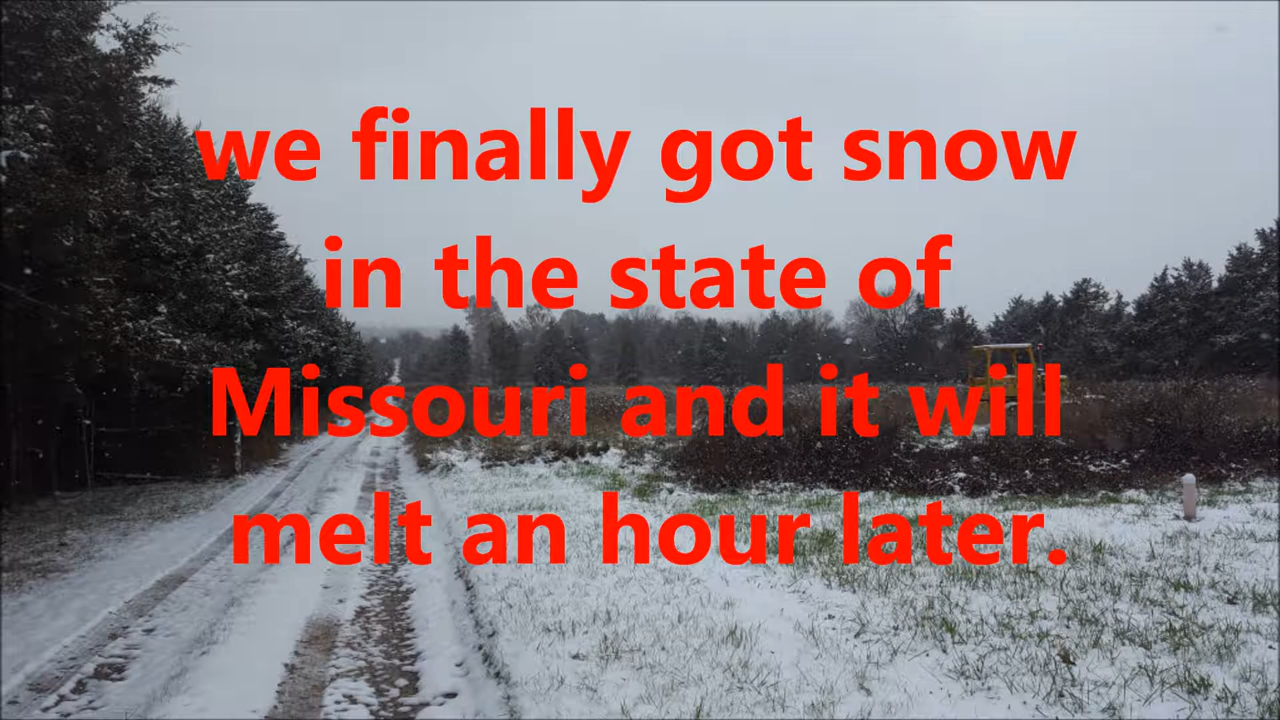 we finally got snow
in the state of
Missouri and it will
melt an hour later.